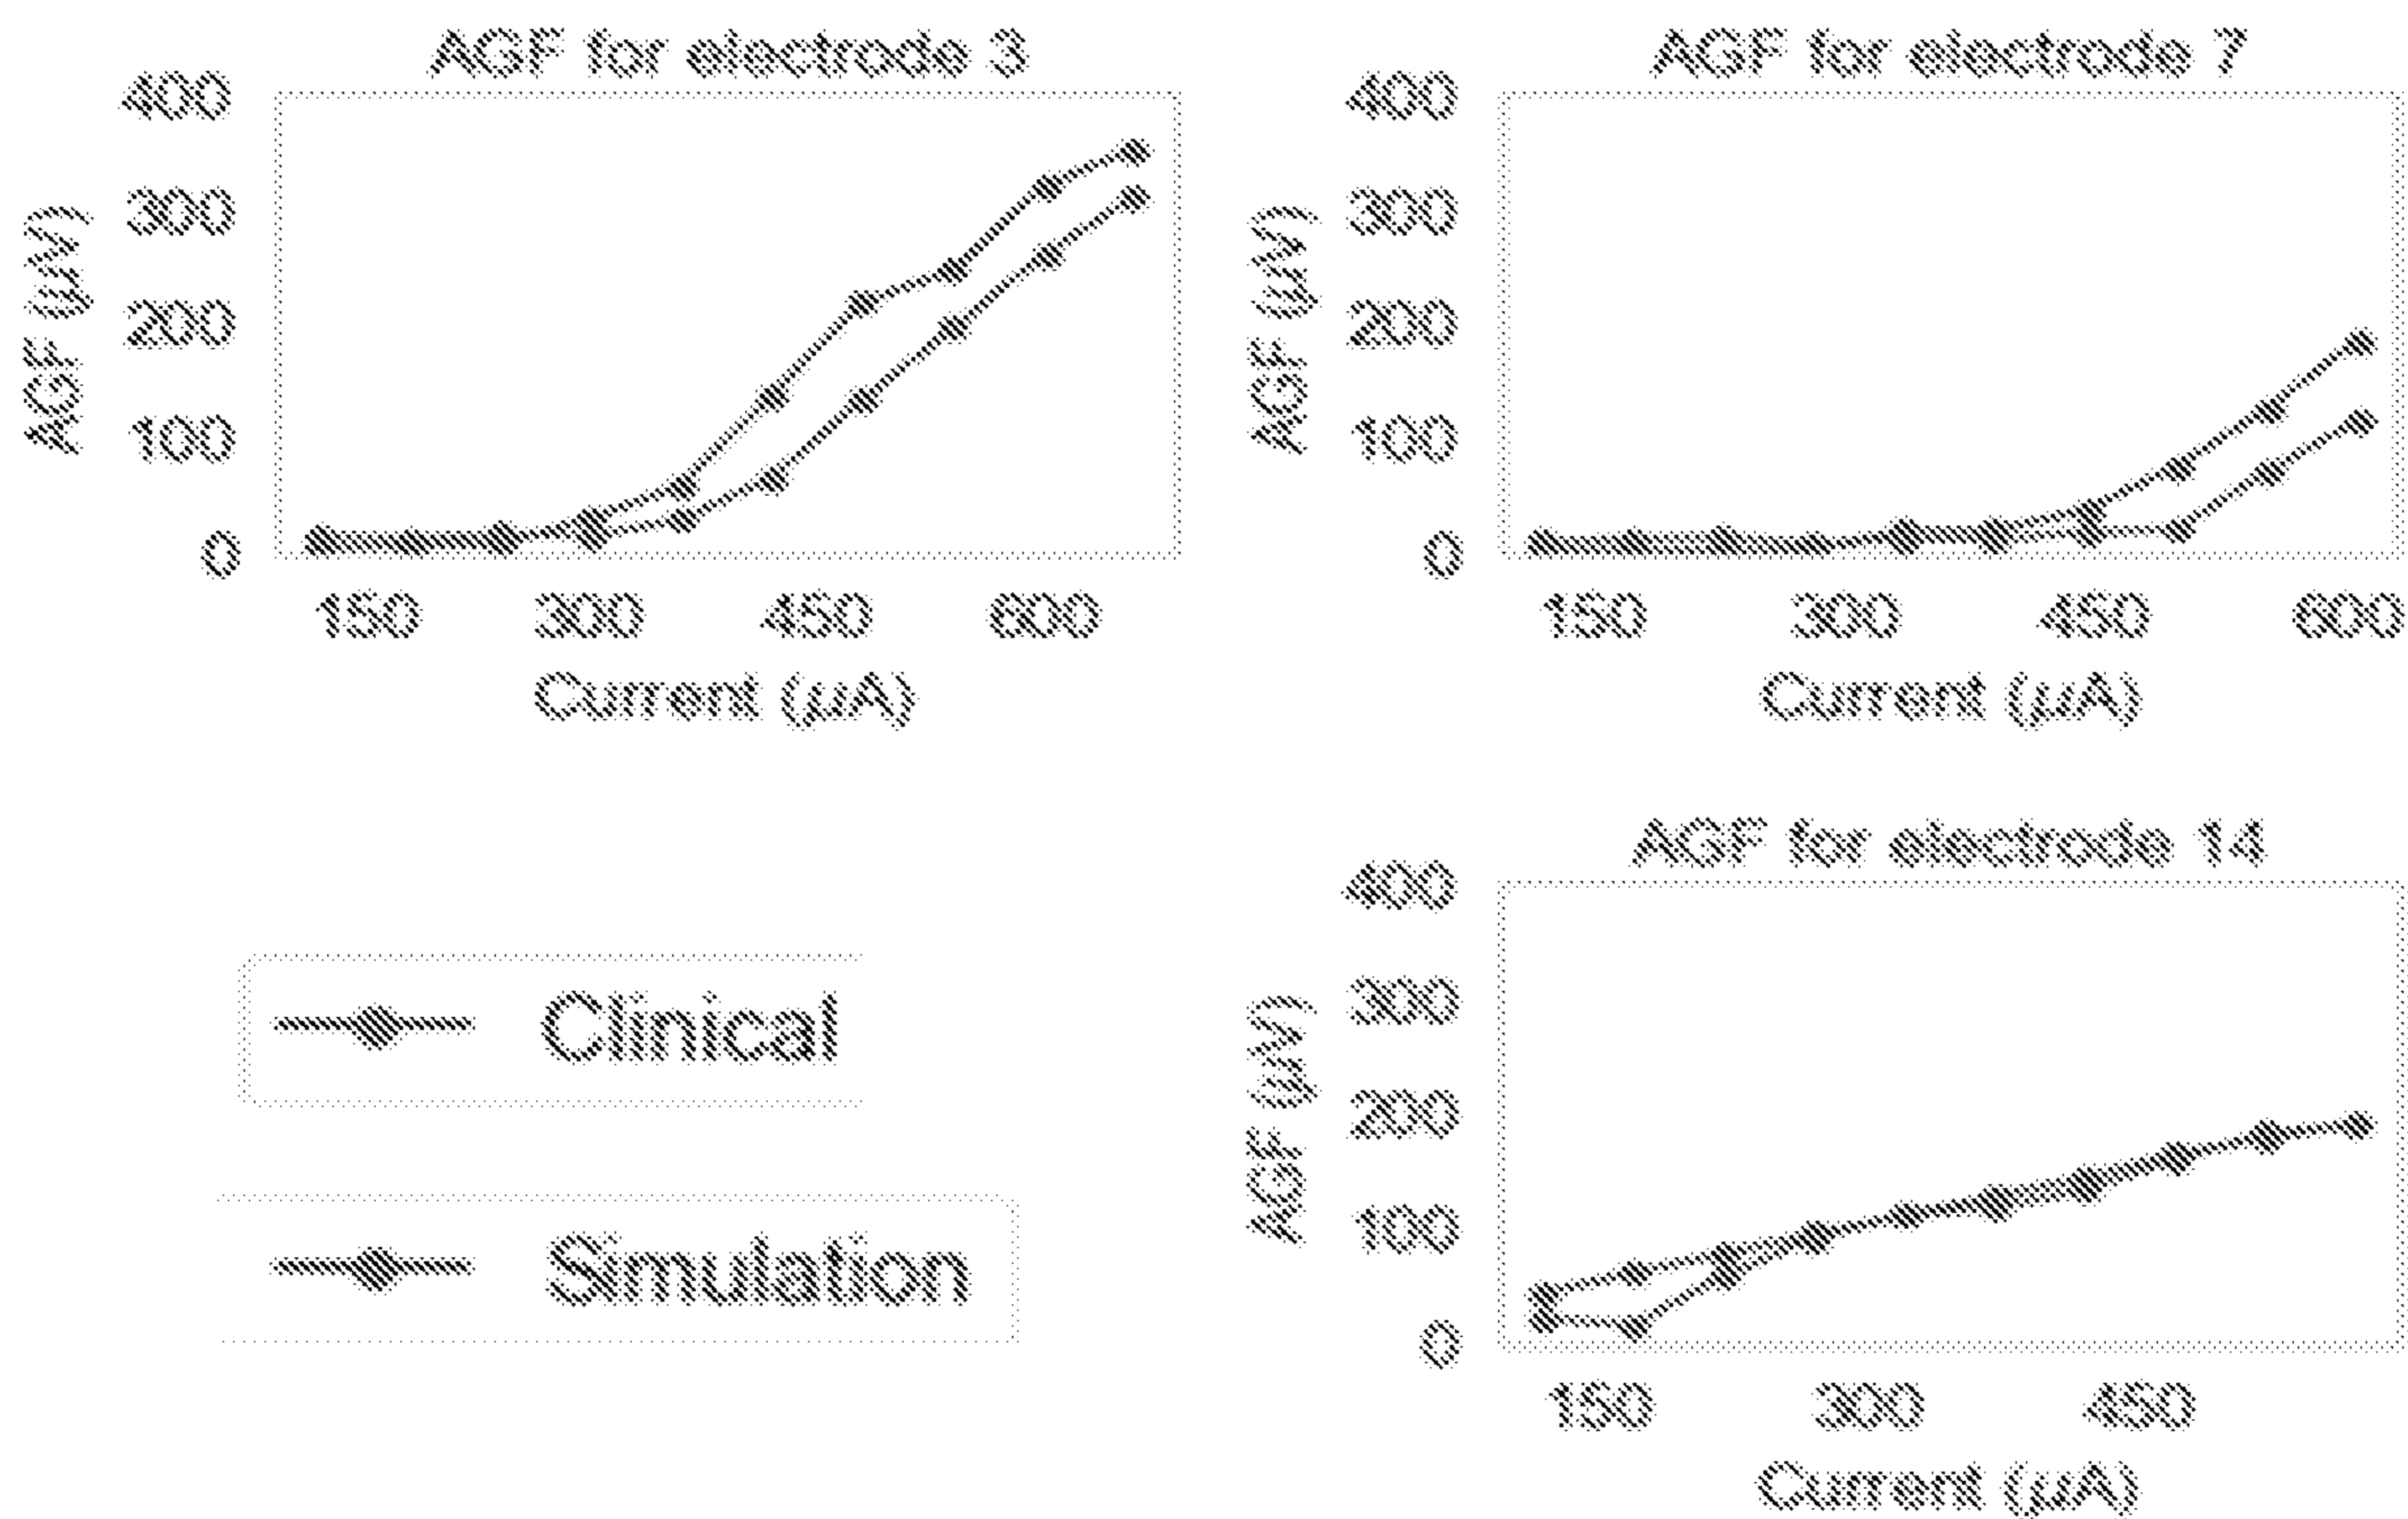 AGF for electrode 3
400
300
200
100
0
AGF (µV)
150 300 450 600
Current (µA)
AGF for electrode 7
400
300
200
100
0
AGF (µV)
150 300 450 600
Current (µA)
Clinical
Simulation
AGF for electrode 14
400
300
200
100
0
AGF (µV)
150 300 450
Current (µA)